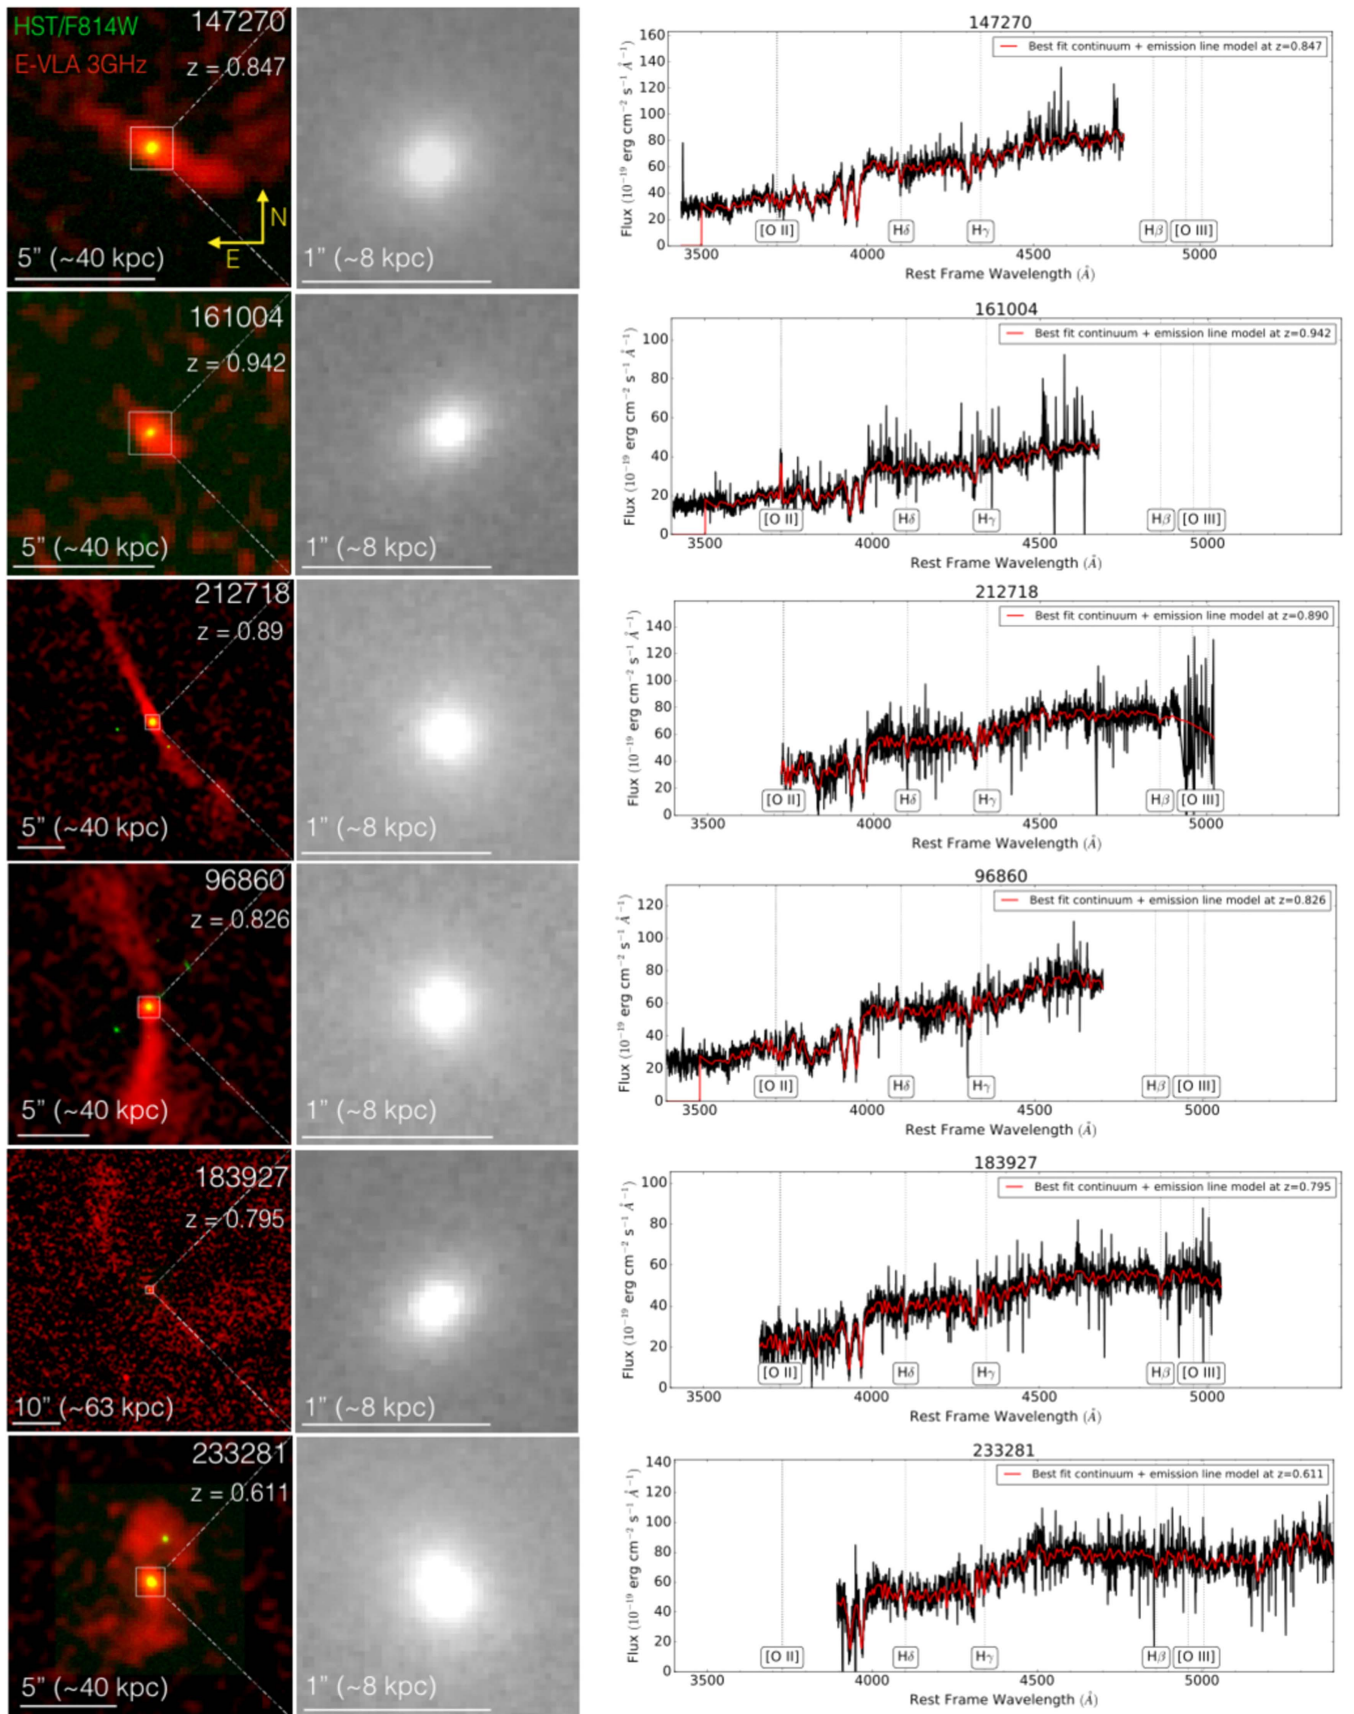 HST/F814W
147270
E-VLA 3GHz
z = 0.847
N
E
5” (~40 kpc)
1” (~8 kpc)
147270
Best fit continuum + emission line model at z=0.847
Flux (10⁻¹⁹ erg cm⁻² s⁻¹ Å⁻¹)
160
140
120
100
80
60
40
20
0
[O II]
Hδ
Hγ
Hβ
[O III]
3500
4000
4500
5000
Rest Frame Wavelength (Å)
161004
z = 0.942
5” (~40 kpc)
1” (~8 kpc)
161004
Best fit continuum + emission line model at z=0.942
Flux (10⁻¹⁹ erg cm⁻² s⁻¹ Å⁻¹)
100
80
60
40
20
0
[O II]
Hδ
Hγ
Hβ
[O III]
3500
4000
4500
5000
Rest Frame Wavelength (Å)
212718
z = 0.89
5” (~40 kpc)
1” (~8 kpc)
212718
Best fit continuum + emission line model at z=0.890
Flux (10⁻¹⁹ erg cm⁻² s⁻¹ Å⁻¹)
140
120
100
80
60
40
20
0
[O II]
Hδ
Hγ
Hβ
[O III]
3500
4000
4500
5000
Rest Frame Wavelength (Å)
96860
z = 0.826
5” (~40 kpc)
1” (~8 kpc)
96860
Best fit continuum + emission line model at z=0.826
Flux (10⁻¹⁹ erg cm⁻² s⁻¹ Å⁻¹)
120
100
80
60
40
20
0
[O II]
Hδ
Hγ
Hβ
[O III]
3500
4000
4500
5000
Rest Frame Wavelength (Å)
183927
z = 0.795
10” (~63 kpc)
1” (~8 kpc)
183927
Best fit continuum + emission line model at z=0.795
Flux (10⁻¹⁹ erg cm⁻² s⁻¹ Å⁻¹)
100
80
60
40
20
0
[O II]
Hδ
Hγ
Hβ
[O III]
3500
4000
4500
5000
Rest Frame Wavelength (Å)
233281
z = 0.611
5” (~40 kpc)
1” (~8 kpc)
233281
Best fit continuum + emission line model at z=0.611
Flux (10⁻¹⁹ erg cm⁻² s⁻¹ Å⁻¹)
140
120
100
80
60
40
20
0
[O II]
Hδ
Hγ
Hβ
[O III]
3500
4000
4500
5000
Rest Frame Wavelength (Å)